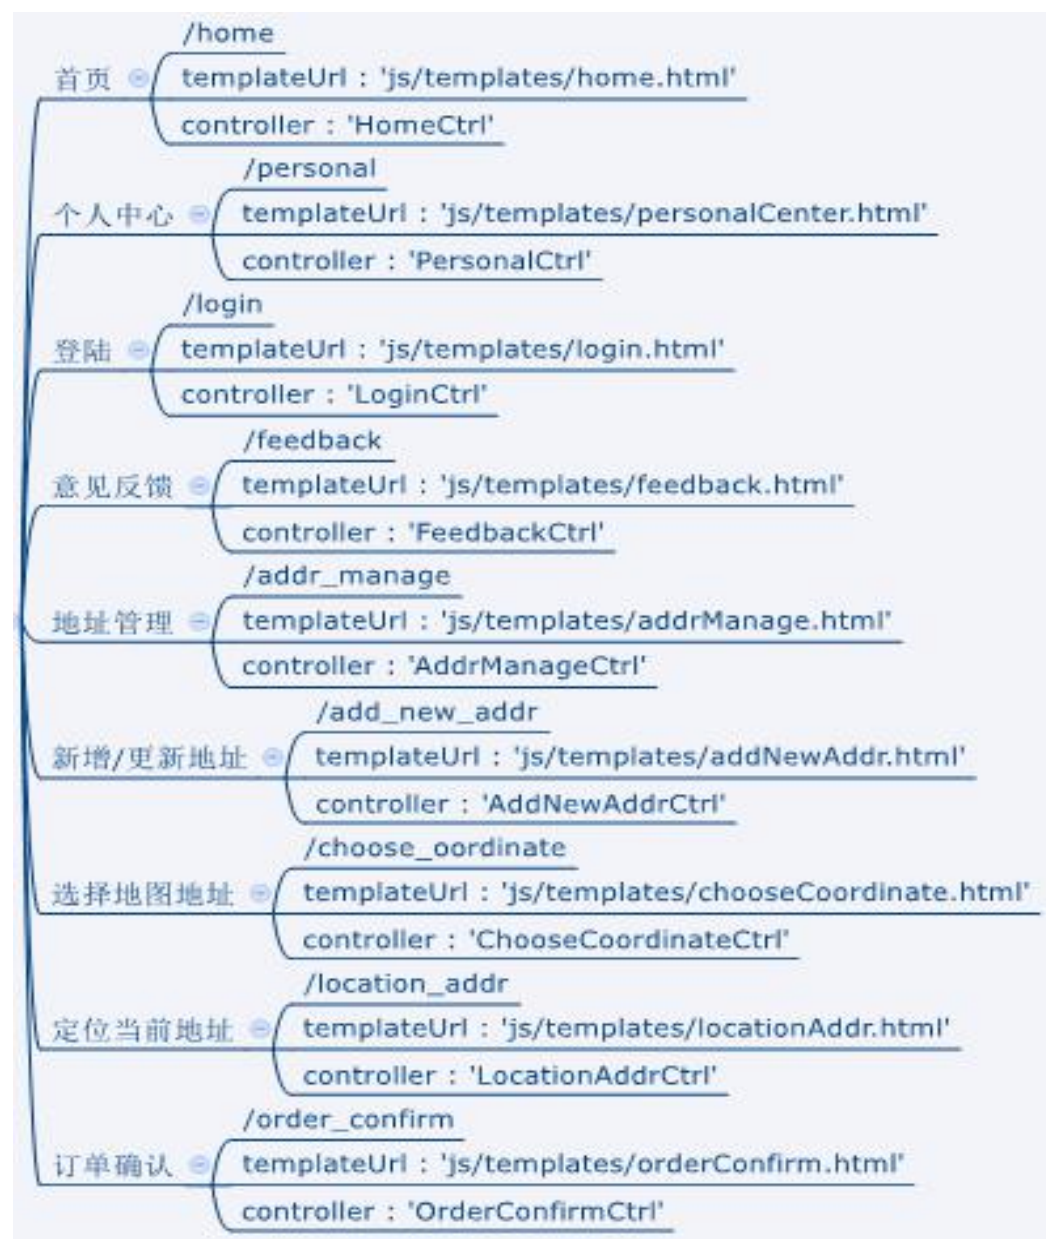 /home
首页
templateUrl : 'js/templates/home.html'
controller : 'HomeCtrl'
/personal
个人中心
templateUrl : 'js/templates/personalCenter.html'
controller : 'PersonalCtrl'
/login
登陆
templateUrl : 'js/templates/login.html'
controller : 'LoginCtrl'
/feedback
意见反馈
templateUrl : 'js/templates/feedback.html'
controller : 'FeedbackCtrl'
/addr_manage
地址管理
templateUrl : 'js/templates/addrManage.html'
controller : 'AddrManageCtrl'
/add_new_addr
新增/更新地址
templateUrl : 'js/templates/addNewAddr.html'
controller : 'AddNewAddrCtrl'
/choose_oordinate
选择地图地址
templateUrl : 'js/templates/chooseCoordinate.html'
controller : 'ChooseCoordinateCtrl'
/location_addr
定位当前地址
templateUrl : 'js/templates/locationAddr.html'
controller : 'LocationAddrCtrl'
/order_confirm
订单确认
templateUrl : 'js/templates/orderConfirm.html'
controller : 'OrderConfirmCtrl'